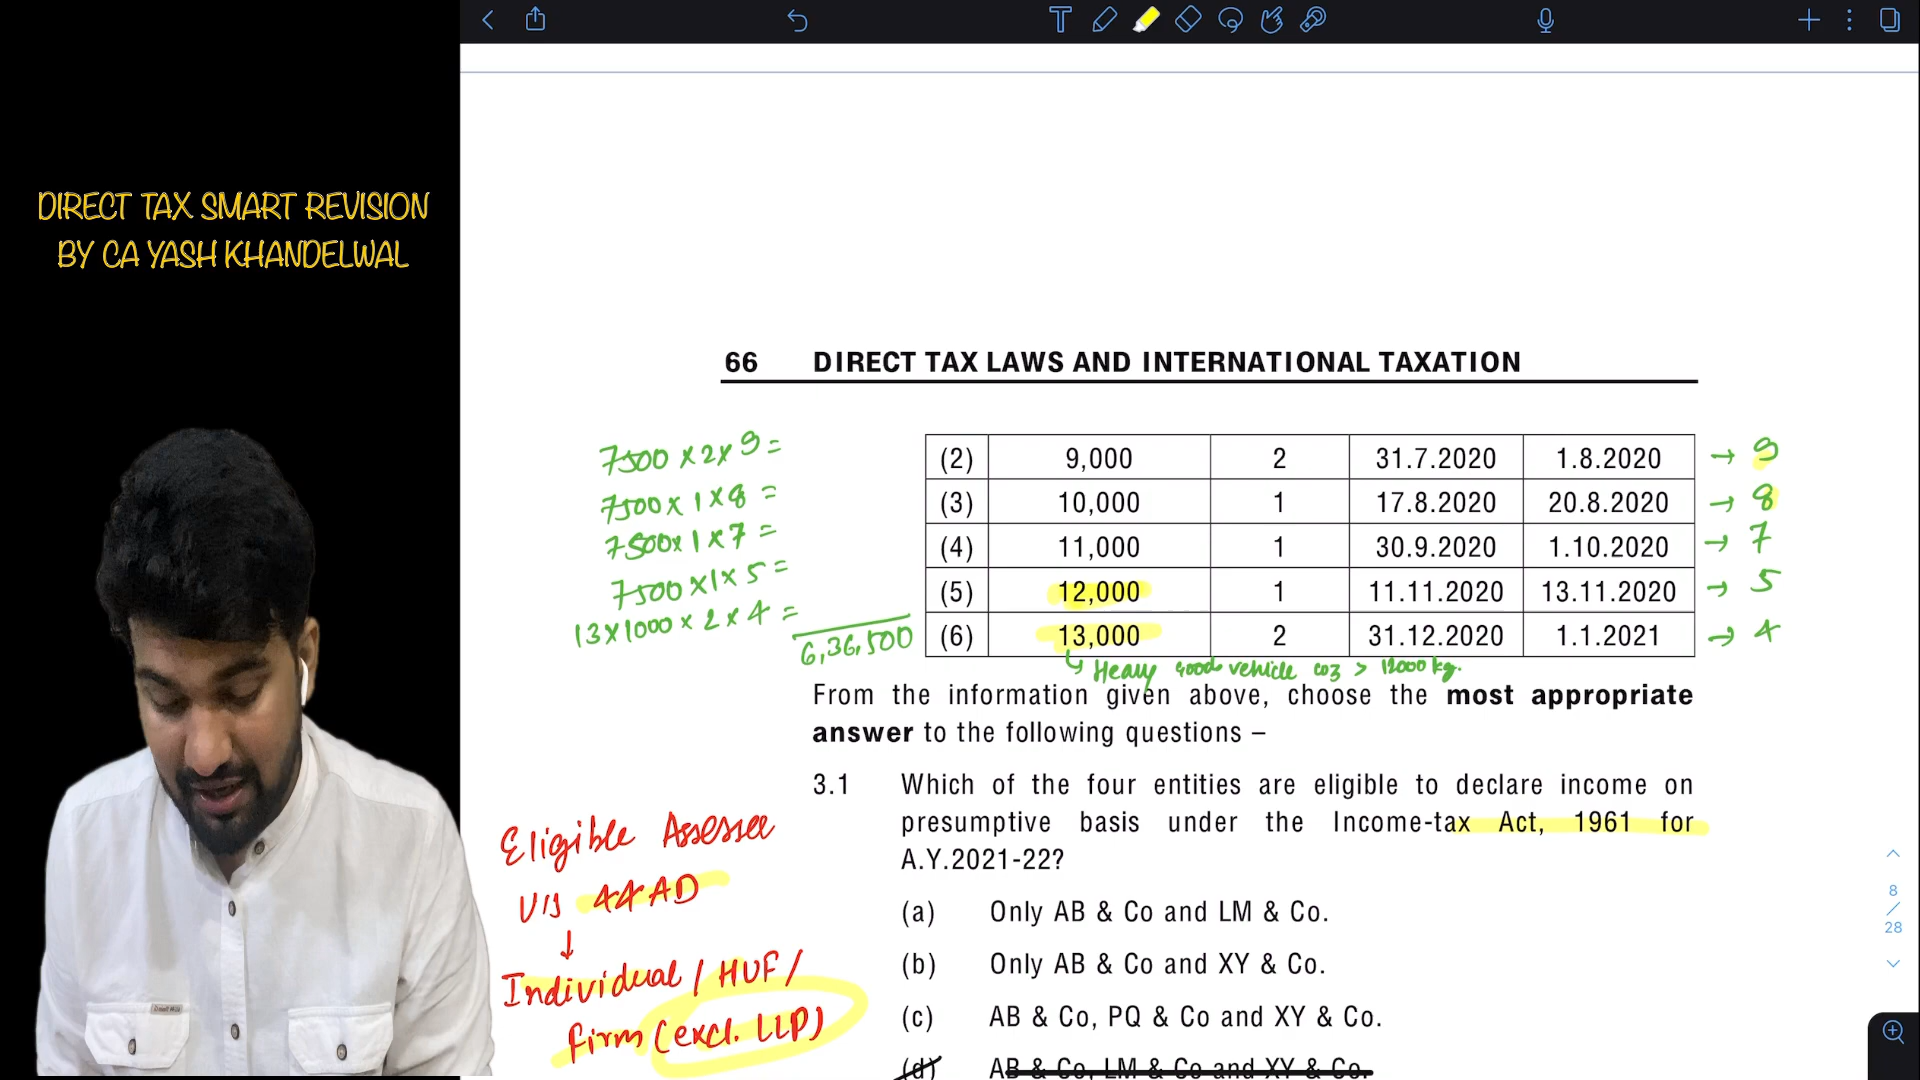 DIRECT TAX SMART REVISION
BY CA YASH KHANDELWAL
66 DIRECT TAX LAWS AND INTERNATIONAL TAXATION
7500 x 2 x 9 =
7500 x 1 x 8 =
7500 x 1 x 7 =
7500 x 1 x 5 =
13 x 1000 x 2 x 4 =
6,36,500
(2) 9,000 2 31.7.2020 1.8.2020 → 9
(3) 10,000 1 17.8.2020 20.8.2020 → 8
(4) 11,000 1 30.9.2020 1.10.2020 → 7
(5) 12,000 1 11.11.2020 13.11.2020 → 5
(6) 13,000 2 31.12.2020 1.1.2021 → 4
Heavy goods vehicle coz > 12000 kg.
From the information given above, choose the most appropriate
answer to the following questions –
3.1 Which of the four entities are eligible to declare income on
presumptive basis under the Income-tax Act, 1961 for
A.Y.2021-22?
(a) Only AB & Co and LM & Co.
(b) Only AB & Co and XY & Co.
(c) AB & Co, PQ & Co and XY & Co.
(d) AB & Co, LM & Co and XY & Co.
Eligible Assessee
U/s 44AD
↓
Individual / HUF /
firm (excl. LLP)
8
/
28